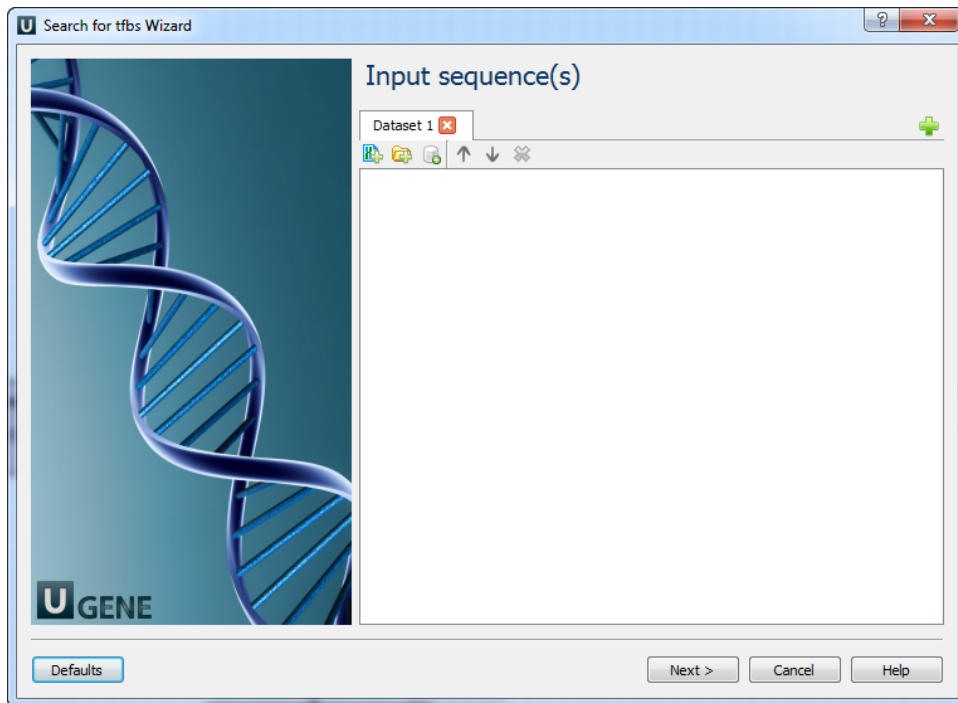 U Search for tfbs Wizard
Input sequence(s)
Dataset 1
U GENE
Defaults
Next >
Cancel
Help